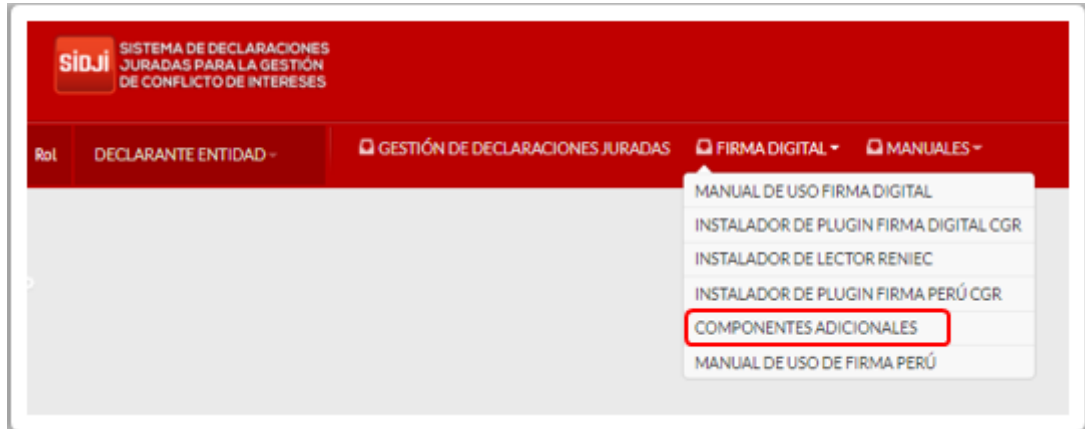 SIDJI
SISTEMA DE DECLARACIONES
JURADAS PARA LA GESTIÓN
DE CONFLICTO DE INTERESES
Rol DECLARANTE ENTIDAD GESTIÓN DE DECLARACIONES JURADAS FIRMA DIGITAL MANUALES
MANUAL DE USO FIRMA DIGITAL
INSTALADOR DE PLUGIN FIRMA DIGITAL CGR
INSTALADOR DE LECTOR RENIEC
INSTALADOR DE PLUGIN FIRMA PERÚ CGR
COMPONENTES ADICIONALES
MANUAL DE USO DE FIRMA PERÚ